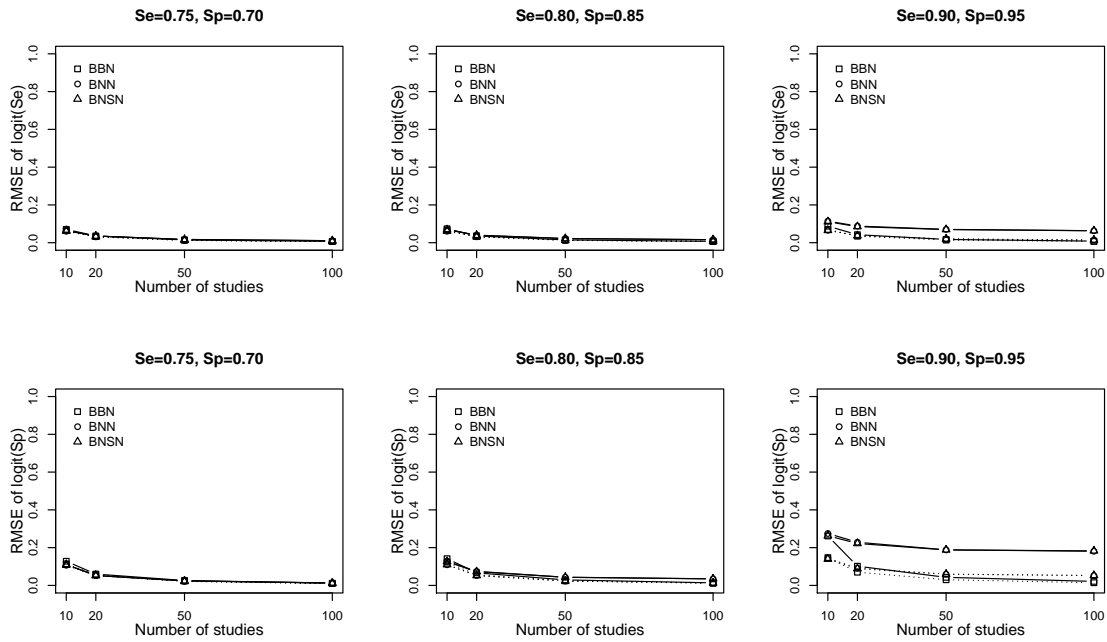 Se=0.75, Sp=0.70
RMSE of logit(Se)
1.0
0.8
0.6
0.4
0.2
0.0
BBN
BNN
BNSN
10 20 50 100
Number of studies
Se=0.80, Sp=0.85
RMSE of logit(Se)
1.0
0.8
0.6
0.4
0.2
0.0
BBN
BNN
BNSN
10 20 50 100
Number of studies
Se=0.90, Sp=0.95
RMSE of logit(Se)
1.0
0.8
0.6
0.4
0.2
0.0
BBN
BNN
BNSN
10 20 50 100
Number of studies
Se=0.75, Sp=0.70
RMSE of logit(Sp)
1.0
0.8
0.6
0.4
0.2
0.0
BBN
BNN
BNSN
10 20 50 100
Number of studies
Se=0.80, Sp=0.85
RMSE of logit(Sp)
1.0
0.8
0.6
0.4
0.2
0.0
BBN
BNN
BNSN
10 20 50 100
Number of studies
Se=0.90, Sp=0.95
RMSE of logit(Sp)
1.0
0.8
0.6
0.4
0.2
0.0
BBN
BNN
BNSN
10 20 50 100
Number of studies